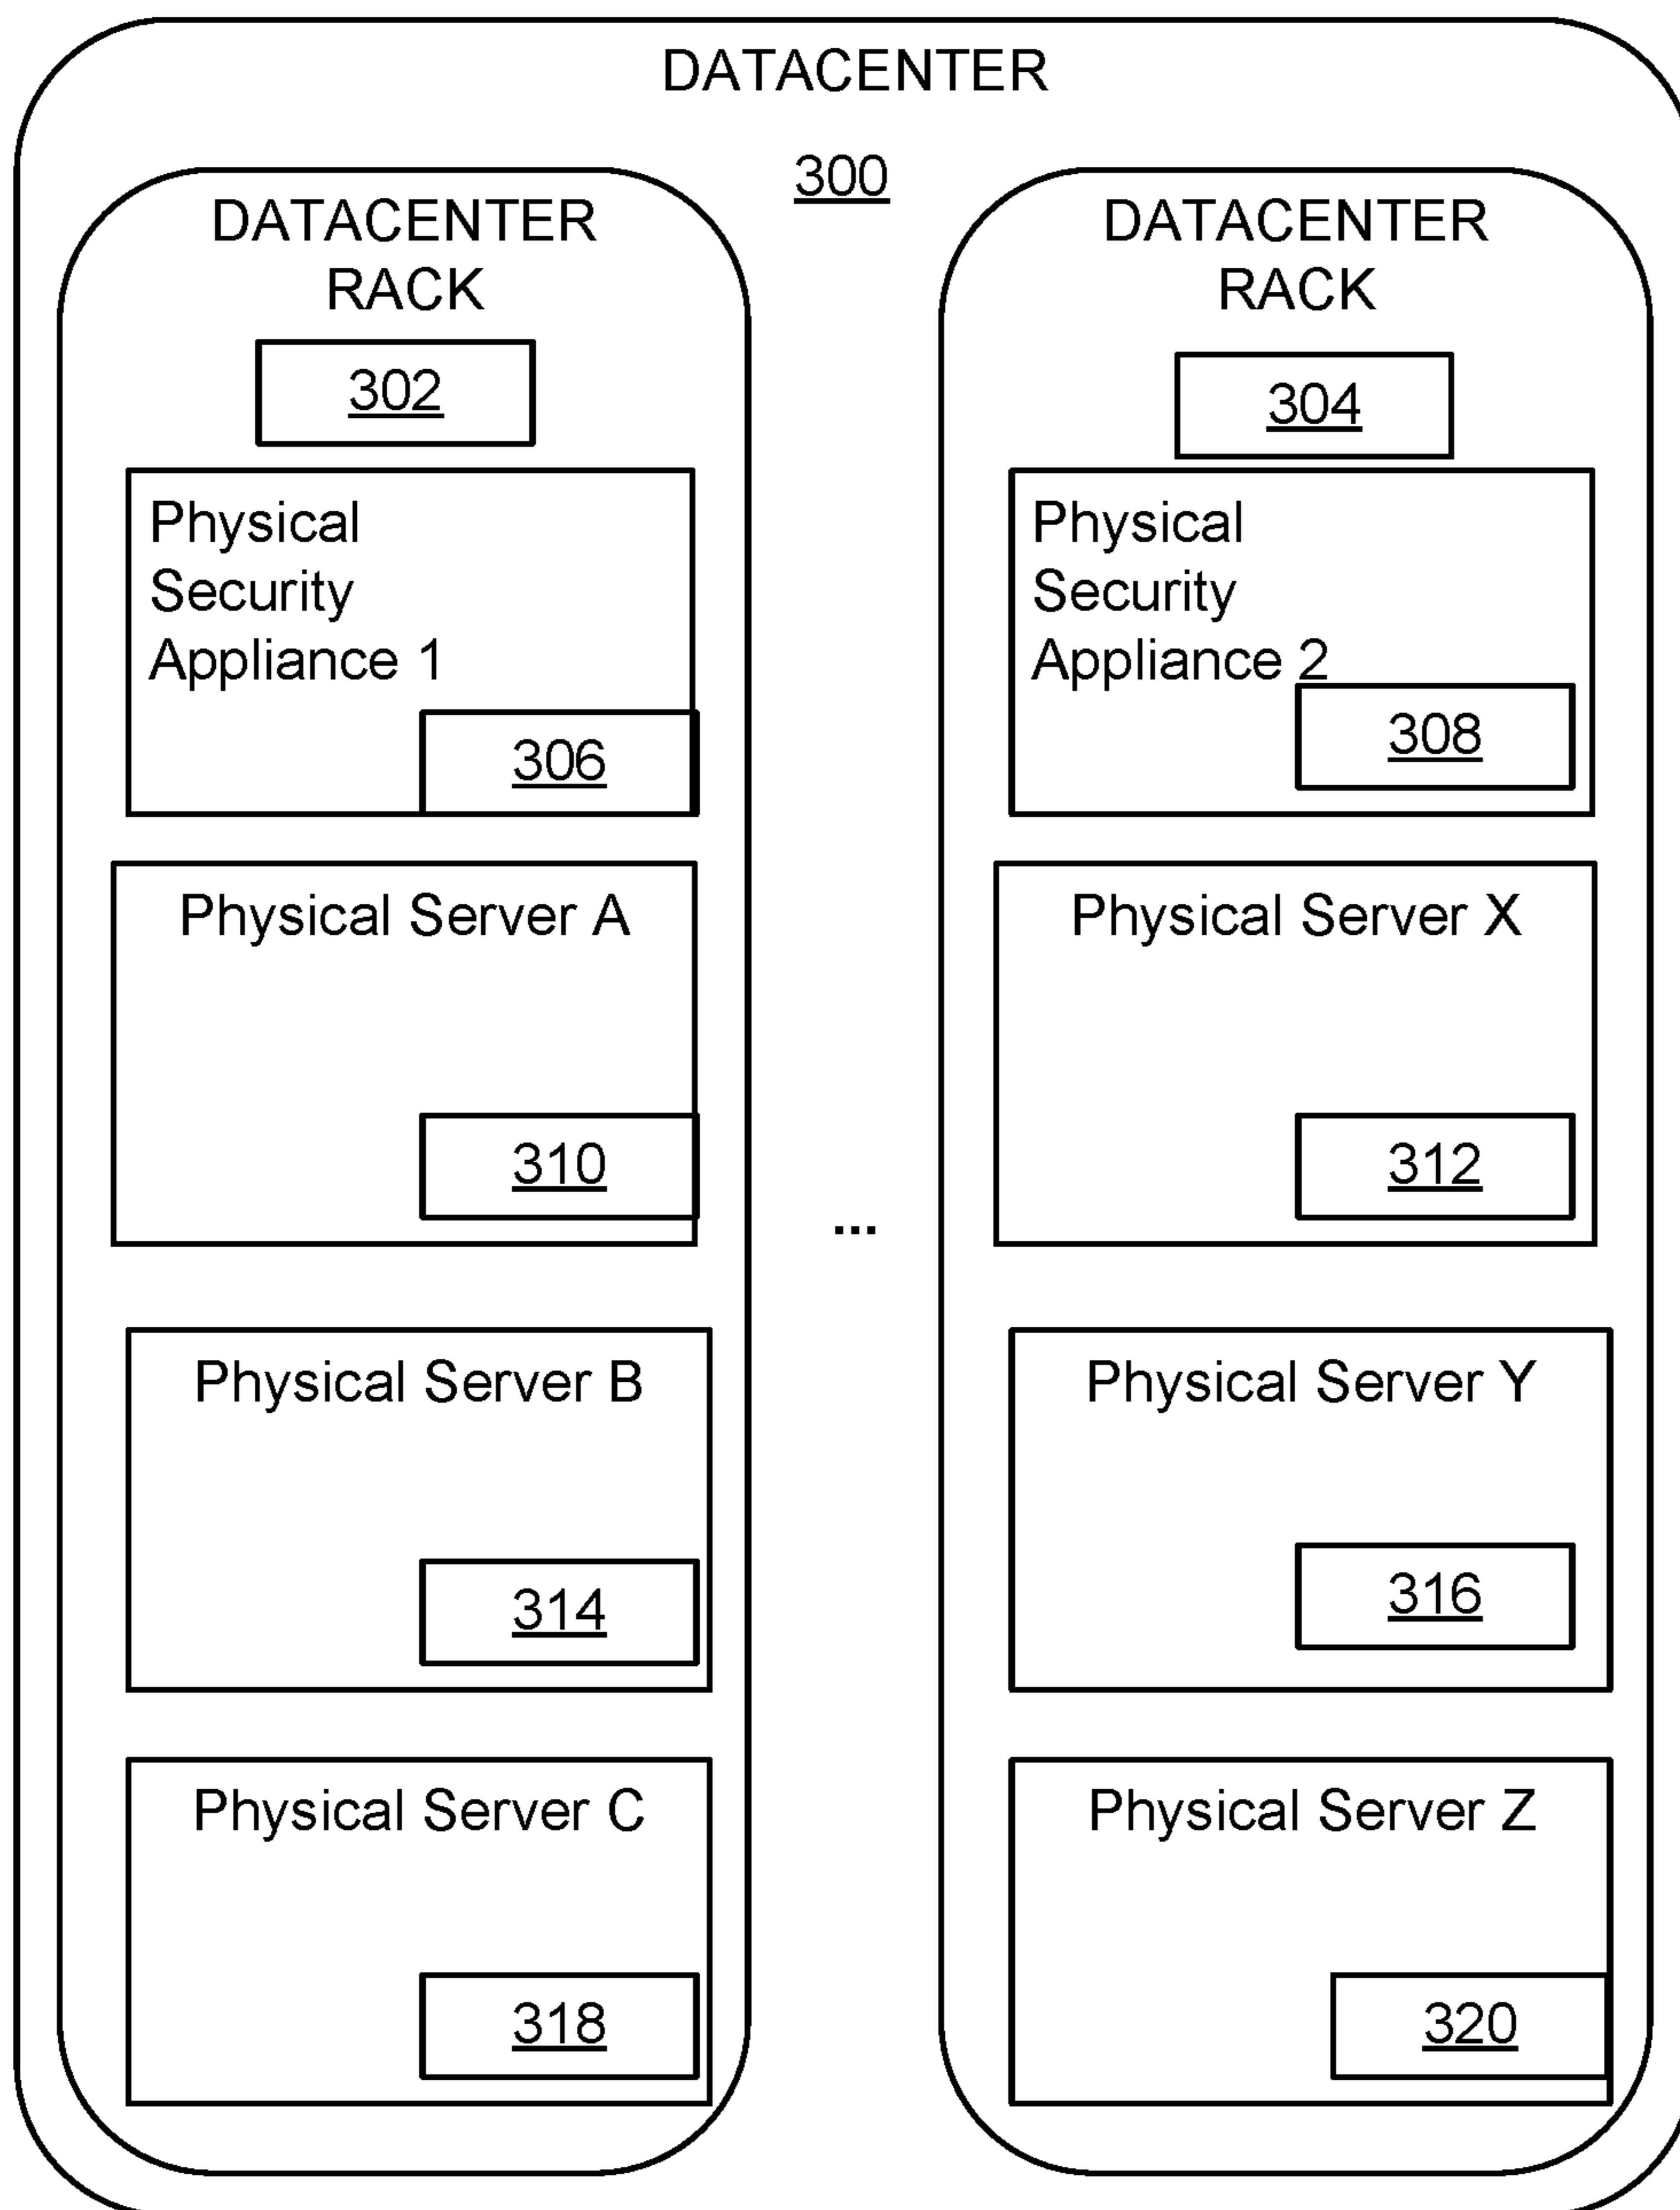 DATACENTER
300
DATACENTER
RACK
302
Physical
Security
Appliance 1
306
Physical Server A
310
Physical Server B
314
Physical Server C
318
...
DATACENTER
RACK
304
Physical
Security
Appliance 2
308
Physical Server X
312
Physical Server Y
316
Physical Server Z
320